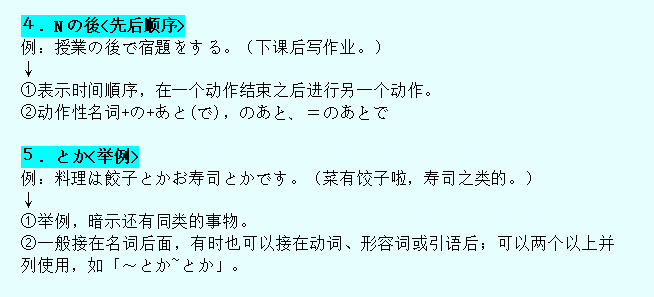 ４．Nの後<先后顺序>
例：授業の後で宿題をする。（下课后写作业。）
↓
①表示时间順序，在一个动作结束之后进行另一个动作。
②动作性名词+の+あと(で)，のあと、＝のあとで
５．とか<举例>
例：料理は餃子とかお寿司とかです。（菜有饺子啦，寿司之类的。）
↓
①举例，暗示还有同类的事物。
②一般接在名词后面，有时也可以接在动词、形容词或引语后；可以两个以上并
列使用，如「～とか~とか」。